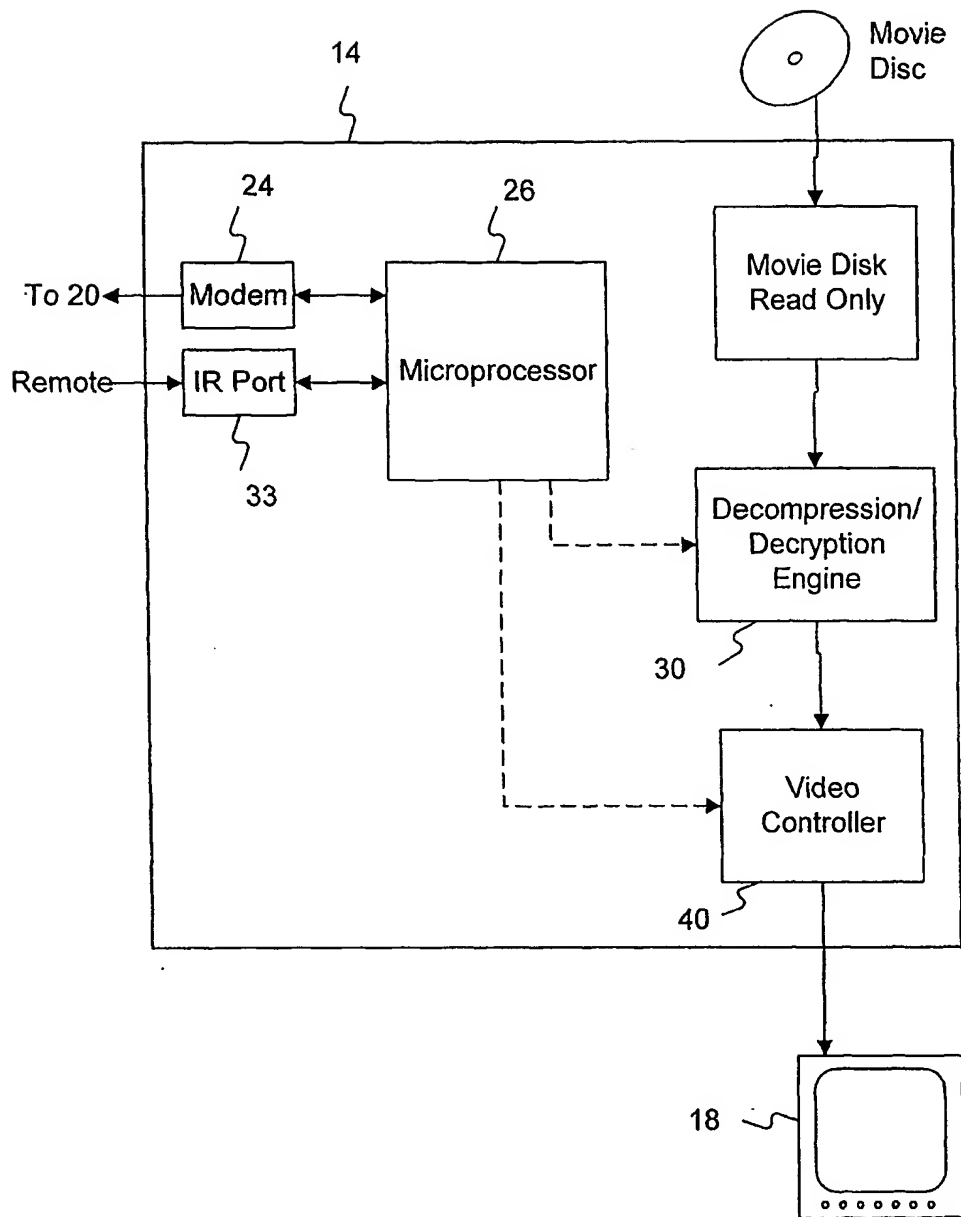 14
Movie
Disc
24
26
To 20
Modem
Remote
IR Port
33
Microprocessor
Movie Disk
Read Only
Decompression/
Decryption
Engine
30
Video
Controller
40
18